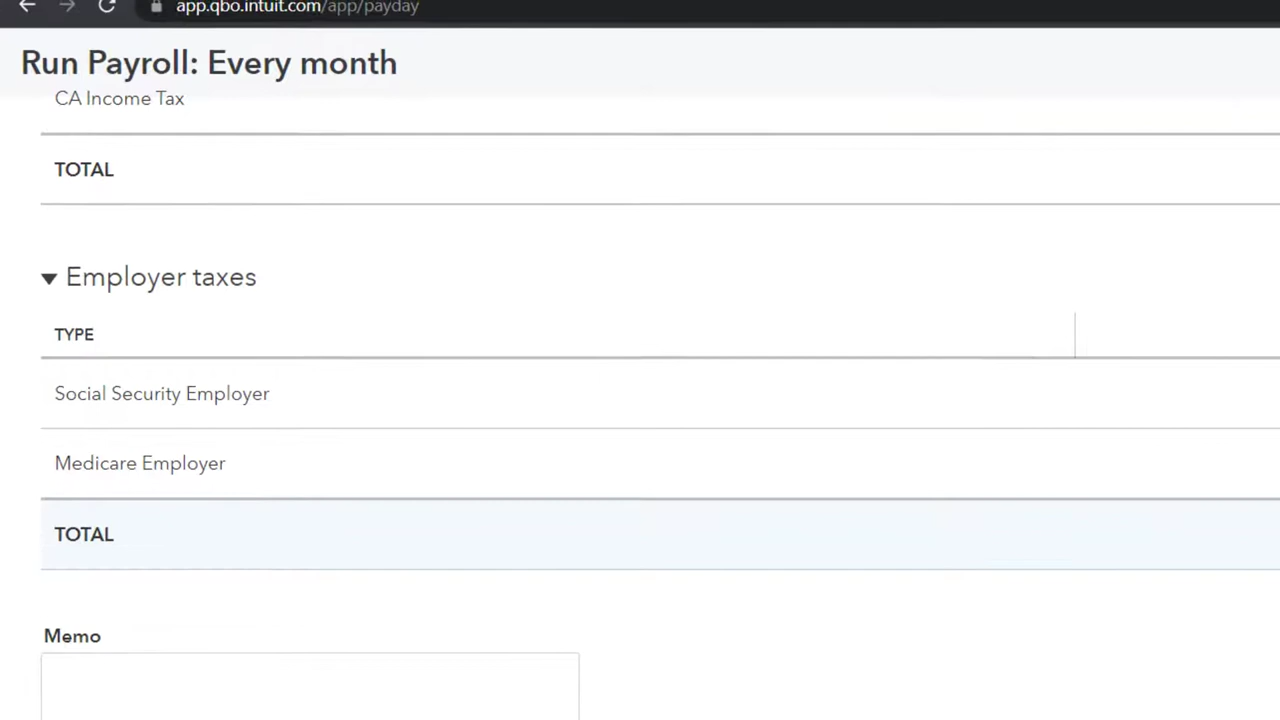 app.qbo.intuit.com/app/payday
Run Payroll: Every month
CA Income Tax
TOTAL
Employer taxes
TYPE
Social Security Employer
Medicare Employer
TOTAL
Memo